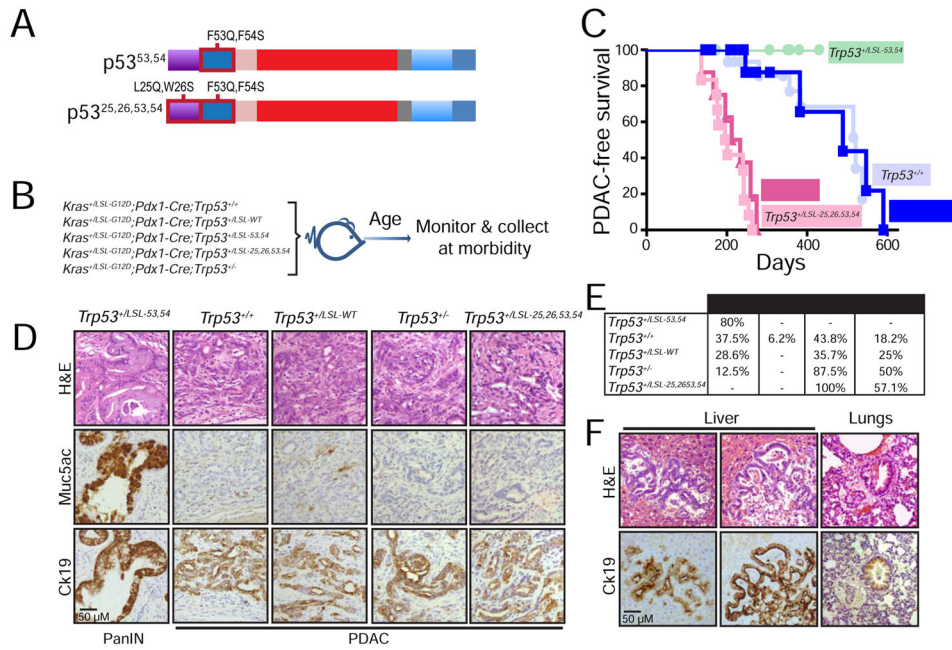 A
F53Q,F54S
p53 53,54
L25Q,W26S F53Q,F54S
p53 25,26,53,54
B
Kras+/LSL-G12D;Pdx1-Cre;Trp53+/+
Kras+/LSL-G12D;Pdx1-Cre;Trp53+/LSL-WT
Kras+/LSL-G12D;Pdx1-Cre;Trp53+/LSL-53,54
Kras+/LSL-G12D;Pdx1-Cre;Trp53+/LSL-25,26,53,54
Kras+/LSL-G12D;Pdx1-Cre;Trp53+/-
Age
Monitor & collect
at morbidity
C
PDAC-free survival
100
80
60
40
20
0
0 200 400 600
Days
Trp53+/LSL-53,54
Trp53+/+
Trp53+/LSL-25,26,53,54
D
Trp53+/LSL-53,54 Trp53+/+ Trp53+/LSL-WT Trp53+/- Trp53+/LSL-25,26,53,54
H&E
Muc5ac
Ck19
50 µM
PanIN PDAC
E
Trp53+/LSL-53,54 80% - - -
Trp53+/+ 37.5% 6.2% 43.8% 18.2%
Trp53+/LSL-WT 28.6% - 35.7% 25%
Trp53+/- 12.5% - 87.5% 50%
Trp53+/LSL-25,2653,54 - - 100% 57.1%
F
Liver Lungs
H&E
Ck19
50 µM